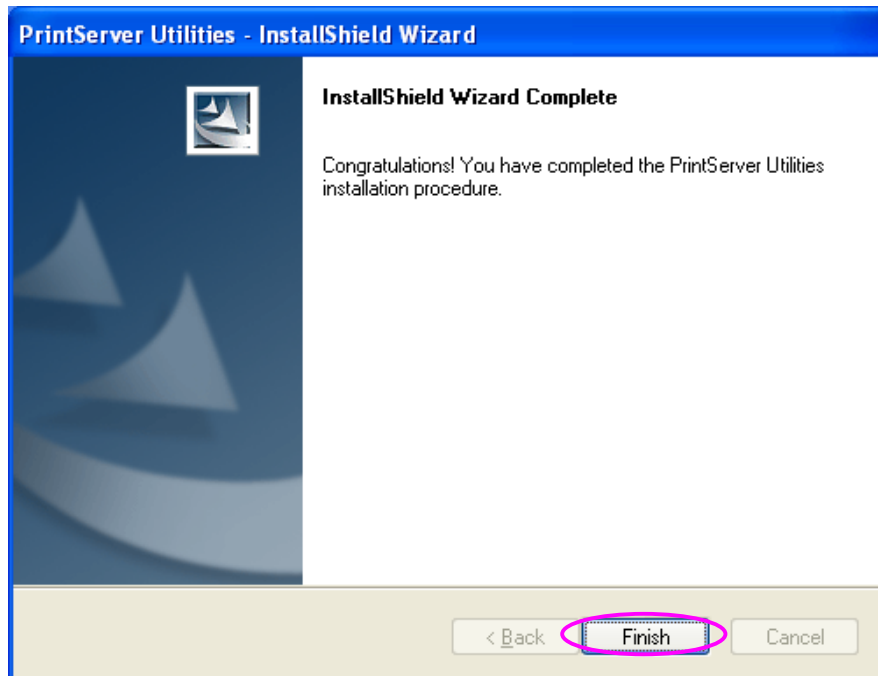 PrintServer Utilities - InstallShield Wizard
InstallShield Wizard Complete
Congratulations! You have completed the PrintServer Utilities
installation procedure.
< Back Finish Cancel